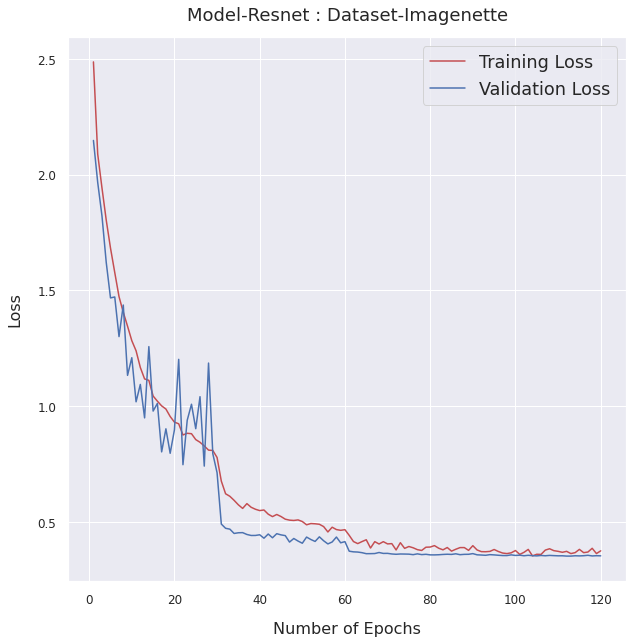 Model-Resnet : Dataset-Imagenette
Training Loss
Validation Loss
2.5
2.0
1.5
1.0
0.5
Loss
0 20 40 60 80 100 120
Number of Epochs